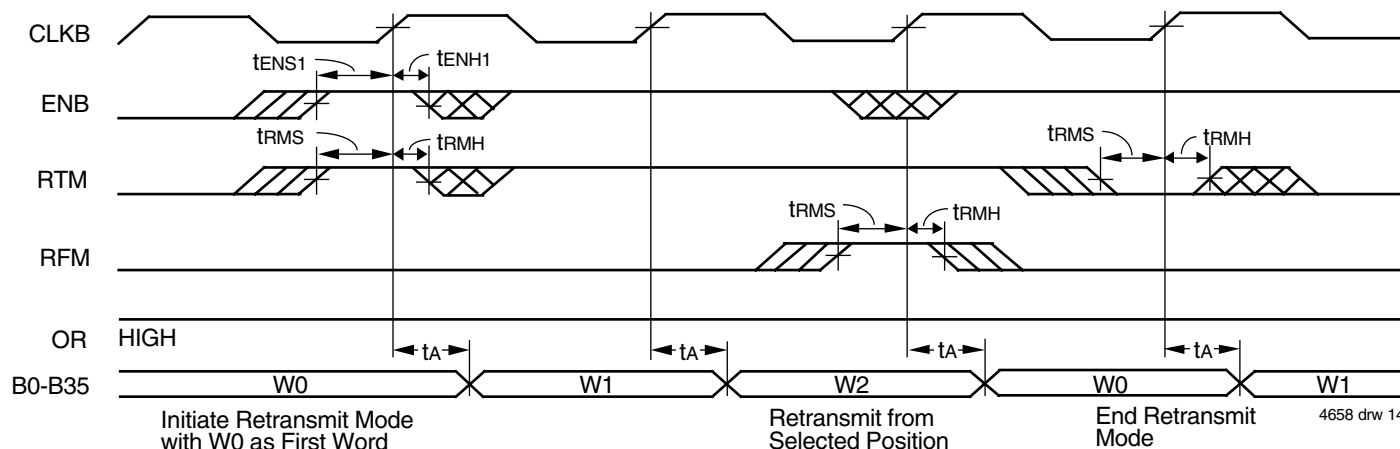 CLKB
tENS1 tENH1
ENB
tRMS tRMH tRMS tRMH
RTM
tRMS tRMH
RFM
OR HIGH
tA tA tA tA
B0-B35 W0 W1 W2 W0 W1
Initiate Retransmit Mode
with W0 as First Word
Retransmit from
Selected Position
End Retransmit
Mode
4658 drw 14